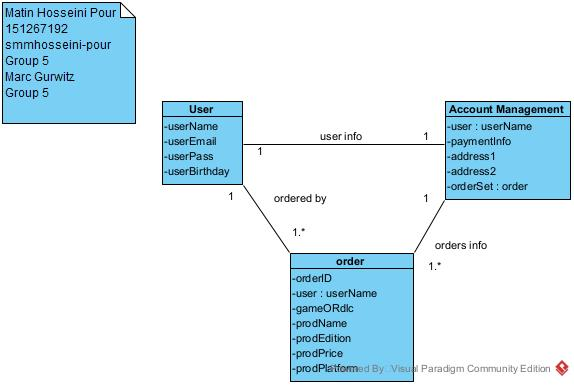 Matin Hosseini Pour
151267192
smmhosseini-pour
Group 5
Marc Gurwitz
Group 5
User
-userName
-userEmail
-userPass
-userBirthday
user info
1
1
Account Management
-user : userName
-paymentInfo
-address1
-address2
-orderSet : order
1
ordered by
1.*
1
orders info
1.*
order
-orderID
-user : userName
-gameORdlc
-prodName
-prodEdition
-prodPrice
-prodPlatform
Powered By Visual Paradigm Community Edition